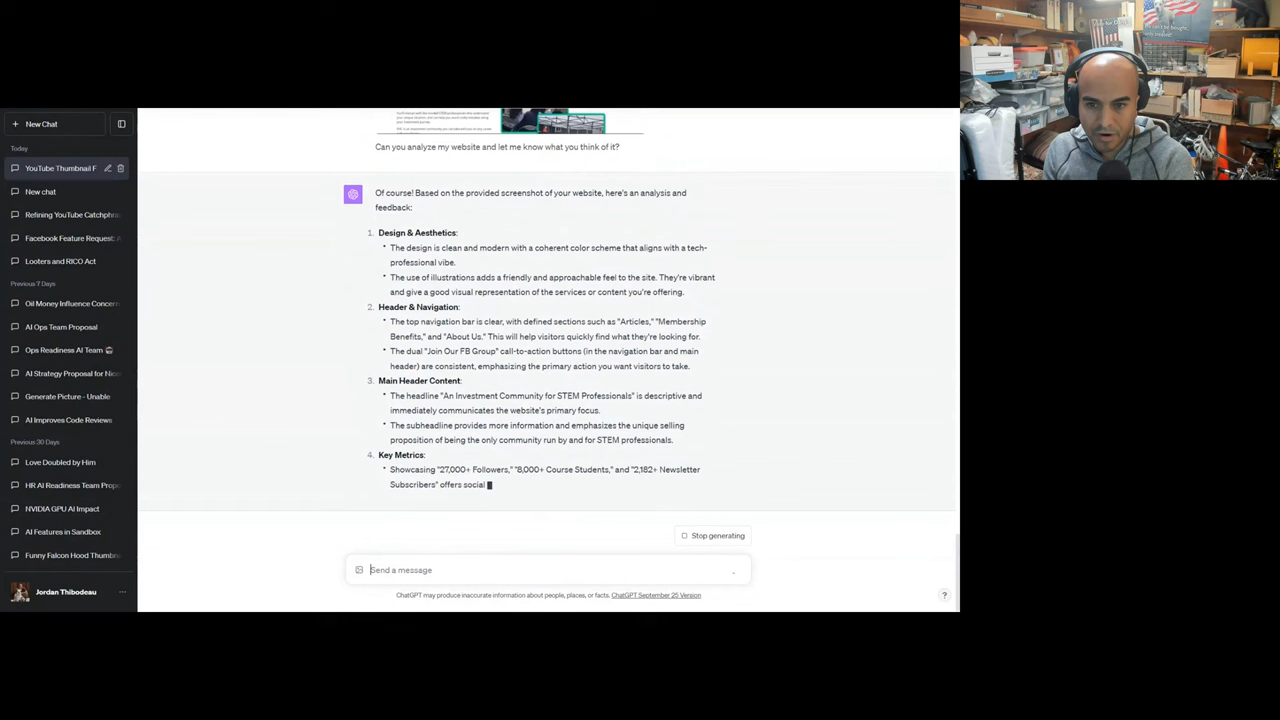 New Chat
Today
YouTube Thumbnail F
New chat
Refining YouTube Catchphra
Facebook Feature Request: A
Looters and RICO Act
Previous 7 Days
Oil Money Influence Concern
AI Ops Team Proposal
Ops Readiness AI Team
AI Strategy Proposal for Nico
Generate Picture - Unable
AI Improves Code Reviews
Previous 30 Days
Love Doubled by Him
HR AI Readiness Team Propo
NVIDIA GPU AI Impact
AI Features in Sandbox
Funny Falcon Hood Thumbna
Jordan Thibodeau
Can you analyze my website and let me know what you think of it?
Of course! Based on the provided screenshot of your website, here's an analysis and
feedback:
1. Design & Aesthetics:
• The design is clean and modern with a coherent color scheme that aligns with a tech-
professional vibe.
• The use of illustrations adds a friendly and approachable feel to the site. They're vibrant
and give a good visual representation of the services or content you're offering.
2. Header & Navigation:
• The top navigation bar is clear, with defined sections such as "Articles," "Membership
Benefits," and "About Us." This will help visitors quickly find what they're looking for.
• The dual "Join Our FB Group" call-to-action buttons (in the navigation bar and main
header) are consistent, emphasizing the primary action you want visitors to take.
3. Main Header Content:
• The headline "An Investment Community for STEM Professionals" is descriptive and
immediately communicates the website's primary focus.
• The subheadline provides more information and emphasizes the unique selling
proposition of being the only community run by and for STEM professionals.
4. Key Metrics:
• Showcasing "27,000+ Followers," "8,000+ Course Students," and "2,182+ Newsletter
Subscribers" offers social
Stop generating
Send a message
ChatGPT may produce inaccurate information about people, places, or facts. ChatGPT September 25 Version
?